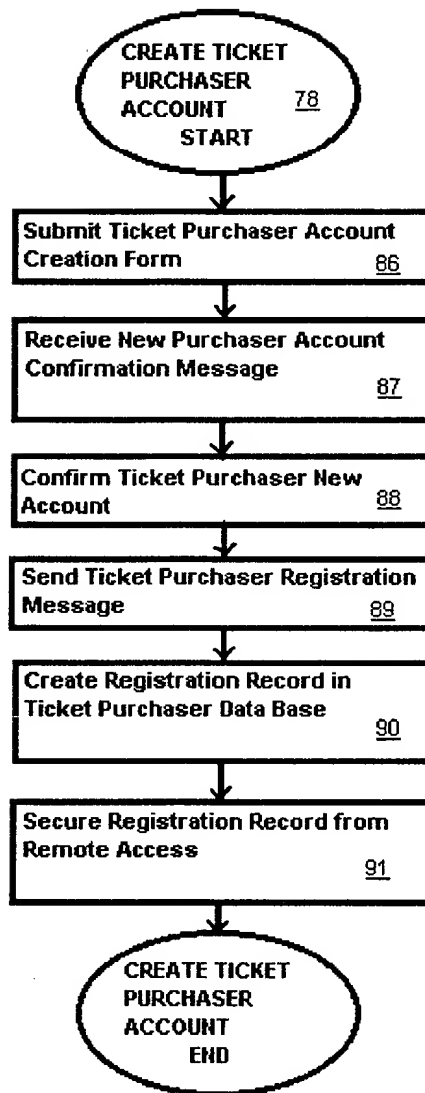 CREATE TICKET
PURCHASER
ACCOUNT 78
START
Submit Ticket Purchaser Account
Creation Form 86
Receive New Purchaser Account
Confirmation Message
87
Confirm Ticket Purchaser New
Account 88
Send Ticket Purchaser Registration
Message 89
Create Registration Record in
Ticket Purchaser Data Base
90
Secure Registration Record from
Remote Access
91
CREATE TICKET
PURCHASER
ACCOUNT
END